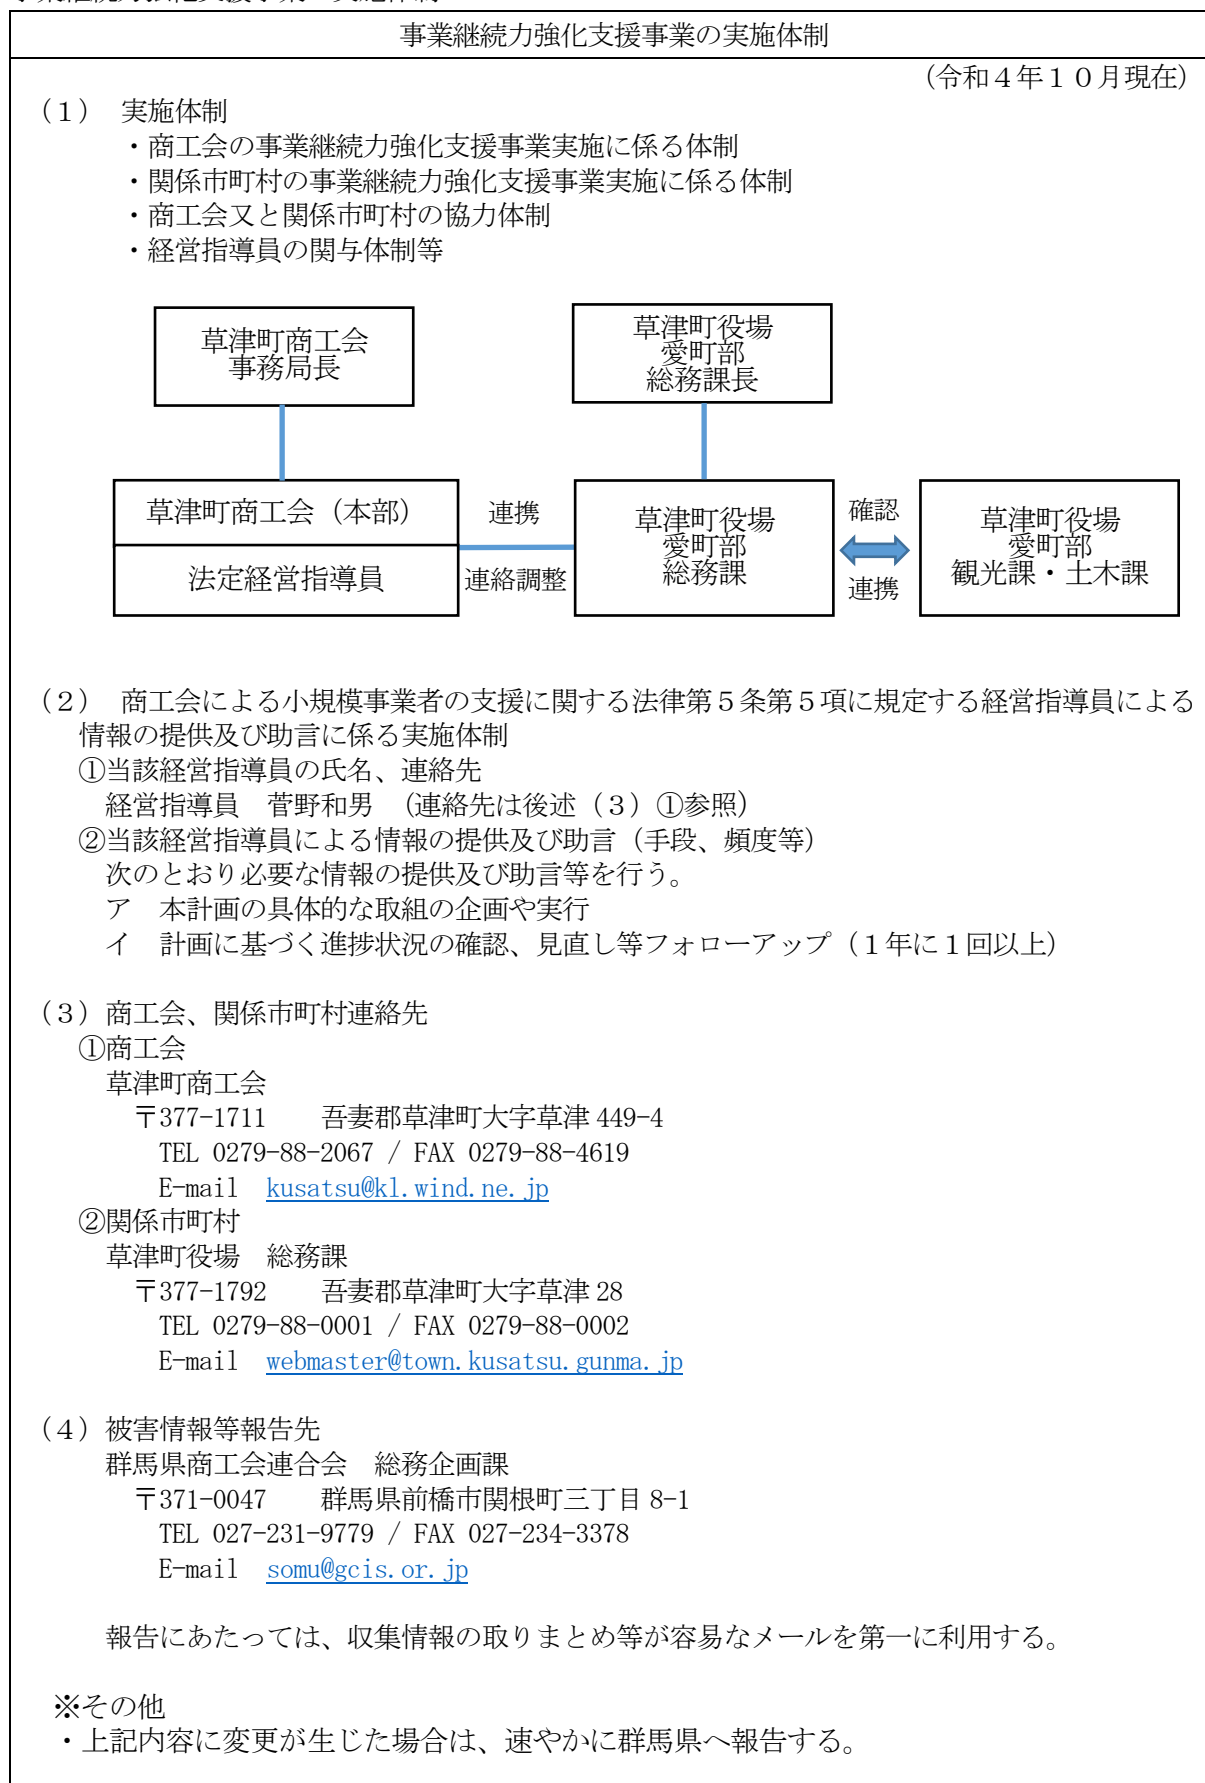 事業継続力強化支援事業の実施体制
(令和4年10月現在)
(1)　実施体制
・商工会の事業継続力強化支援事業実施に係る体制
・関係市町村の事業継続力強化支援事業実施に係る体制
・商工会又と関係市町村の協力体制
・経営指導員の関与体制等
草津町商工会
事務局長
草津町役場
愛町部
総務課長
草津町商工会（本部）
法定経営指導員
連携
連絡調整
草津町役場
愛町部
総務課
確認
連携
草津町役場
愛町部
観光課・土木課
(2)　商工会による小規模事業者の支援に関する法律第5条第5項に規定する経営指導員による
情報の提供及び助言に係る実施体制
①当該経営指導員の氏名、連絡先
経営指導員　菅野和男　（連絡先は後述（3）①参照）
②当該経営指導員による情報の提供及び助言（手段、頻度等）
次のとおり必要な情報の提供及び助言等を行う。
ア　本計画の具体的な取組の企画や実行
イ　計画に基づく進捗状況の確認、見直し等フォローアップ（1年に1回以上）
(3) 商工会、関係市町村連絡先
①商工会
草津町商工会
〒377-1711　　吾妻郡草津町大字草津 449-4
TEL 0279-88-2067 / FAX 0279-88-4619
E-mail　kusatsu@kl.wind.ne.jp
②関係市町村
草津町役場　総務課
〒377-1792　　吾妻郡草津町大字草津 28
TEL 0279-88-0001 / FAX 0279-88-0002
E-mail　webmaster@town.kusatsu.gunma.jp
(4) 被害情報等報告先
群馬県商工会連合会　総務企画課
〒371-0047　　群馬県前橋市関根町三丁目 8-1
TEL 027-231-9779 / FAX 027-234-3378
E-mail　somu@gcis.or.jp
報告にあたっては、収集情報の取りまとめ等が容易なメールを第一に利用する。
※その他
・上記内容に変更が生じた場合は、速やかに群馬県へ報告する。